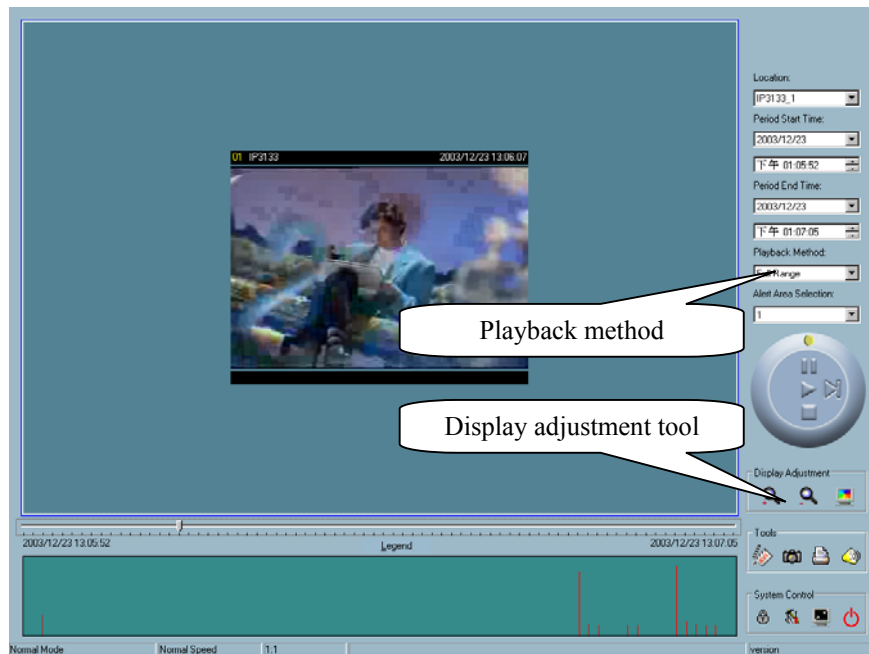 Location:
IP3133_1
Period Start Time:
2003/12/23
下午 01:05:52
Period End Time:
2003/12/23
下午 01:07:05
Playback Method:
Full Range
Alert Area Selection:
1
01 IP3133 2003/12/23 13:06:07
Playback method
Display adjustment tool
Display Adjustment
2003/12/23 13:05:52 Legend 2003/12/23 13:07:05
Tools
System Control
Normal Mode Normal Speed 1:1 version